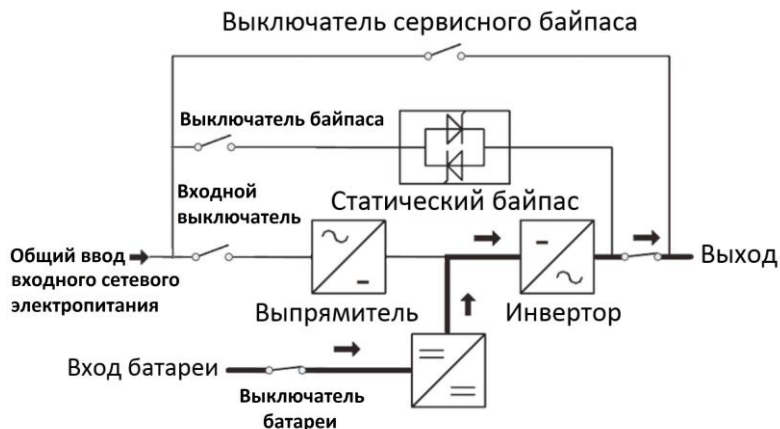 Выключатель сервисного байпаса
Выключатель байпаса
Статический байпас
Входной
выключатель
Общий ввод
входного сетевого
электропитания
Выпрямитель
Инвертор
Выход
Вход батареи
Выключатель
батареи